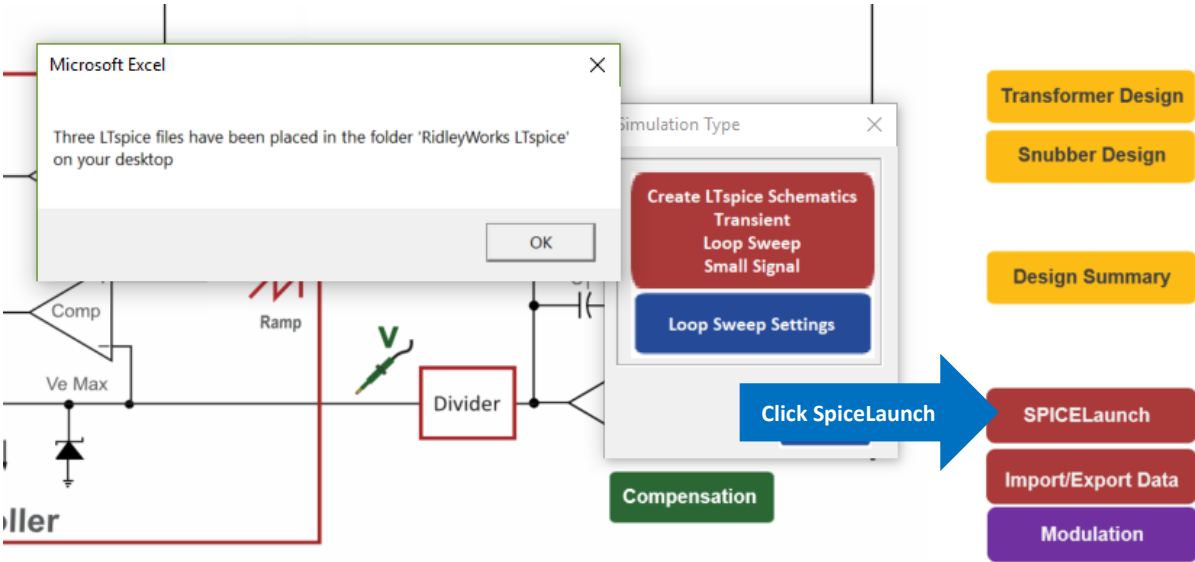 Microsoft Excel
Three LTspice files have been placed in the folder 'RidleyWorks LTspice'
on your desktop
OK
Simulation Type
Create LTspice Schematics
Transient
Loop Sweep
Small Signal
Loop Sweep Settings
Transformer Design
Snubber Design
Design Summary
Comp
Ramp
V
Ve Max
Divider
Click SpiceLaunch
SPICELaunch
Compensation
Import/Export Data
Modulation
ller